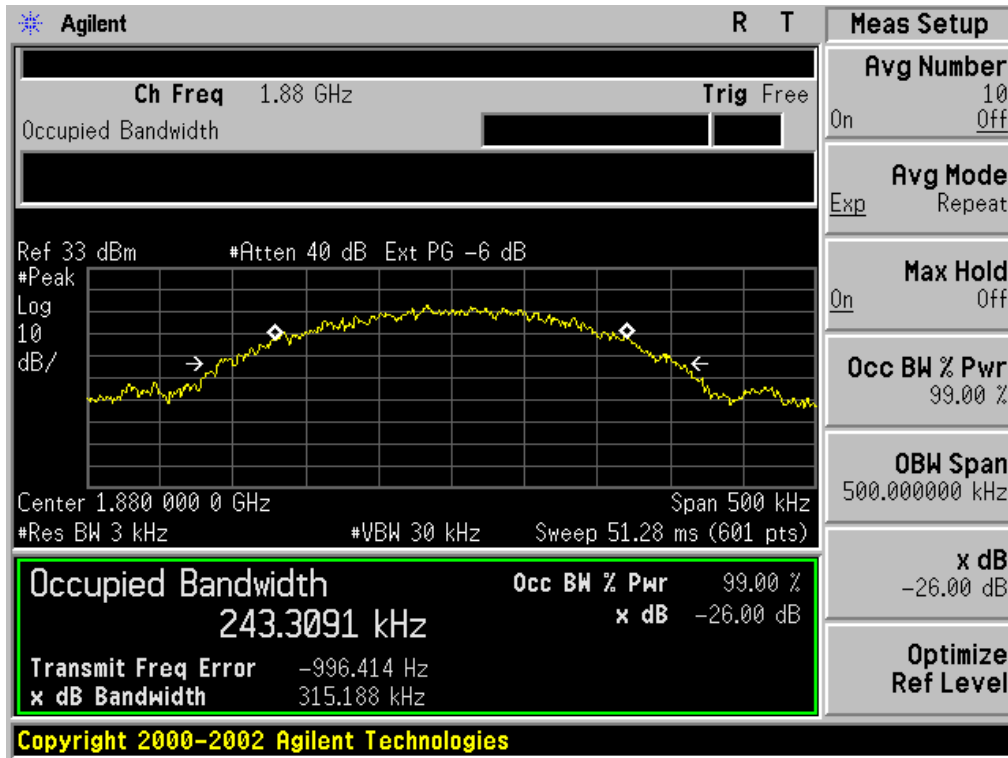 Agilent R T
Meas Setup
Ch Freq 1.88 GHz Trig Free
Occupied Bandwidth
Ref 33 dBm #Atten 40 dB Ext PG -6 dB
#Peak
Log
10
dB/
Center 1.880 000 0 GHz Span 500 kHz
#Res BW 3 kHz #VBW 30 kHz Sweep 51.28 ms (601 pts)
Occupied Bandwidth
243.3091 kHz
Occ BW % Pwr 99.00 %
x dB -26.00 dB
Transmit Freq Error -996.414 Hz
x dB Bandwidth 315.188 kHz
Copyright 2000-2002 Agilent Technologies
Avg Number
10
On Off
Avg Mode
Exp Repeat
Max Hold
On Off
Occ BW % Pwr
99.00 %
OBW Span
500.000000 kHz
x dB
-26.00 dB
Optimize
Ref Level